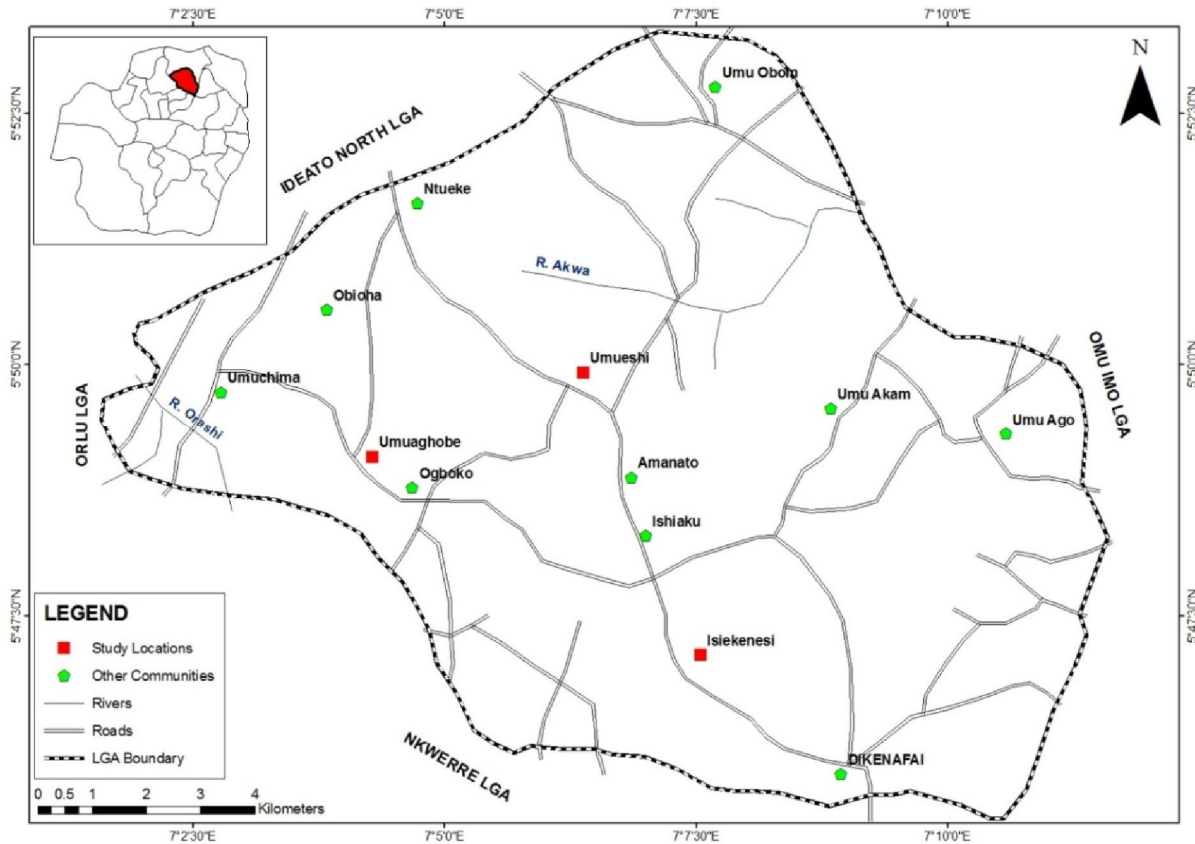 7°2'30"E
7°5'0"E
7°7'30"E
7°10'0"E
N
Umu Obom
5°52'30"N
5°52'30"N
IDEATO NORTH LGA
Ntueke
R. Akwa
Obioha
Umueshi
5°50'0"N
5°50'0"N
OMU IMO LGA
Umuchima
Umu Akam
ORLU LGA
R. Orashi
Umu Ago
Umuaghobe
Ogboko
Amanato
Ishiaku
5°47'30"N
5°47'30"N
Isiekenesi
NKWERRE LGA
DIKENAFAI
LEGEND
Study Locations
Other Communities
Rivers
Roads
LGA Boundary
0 0.5 1 2 3 4
Kilometers
7°2'30"E
7°5'0"E
7°7'30"E
7°10'0"E